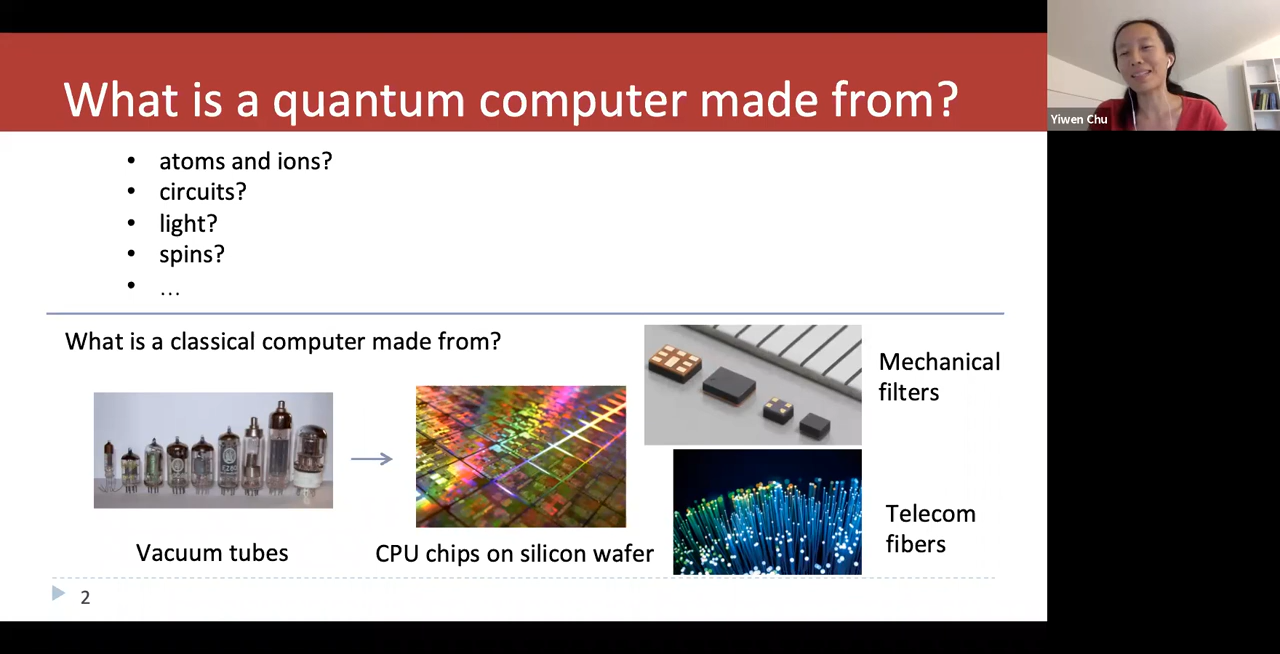 What is a quantum computer made from?
Yiwen Chu
• atoms and ions?
• circuits?
• light?
• spins?
• ...
What is a classical computer made from?
Mechanical
filters
Telecom
fibers
Vacuum tubes
CPU chips on silicon wafer
2